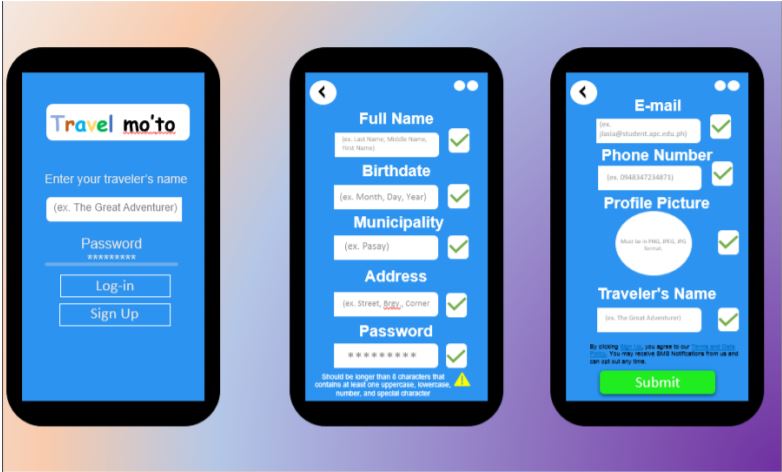 Travel mo'to
Enter your traveler's name
(ex. The Great Adventurer)
Password
*********
Log-in
Sign Up
Full Name
(ex. Last Name, Middle Name,
First Name)
Birthdate
(ex. Month, Day, Year)
Municipality
(ex. Pasay)
Address
(ex. Street, Brgy., Corner
Password
*********
Should be longer than 8 characters that
contains at least one uppercase, lowercase,
number, and special character
E-mail
(ex.
jlasia@student.apc.edu.ph)
Phone Number
(ex. 0948347234871)
Profile Picture
Must be in PNG, JPEG, JPG
format.
Traveler's Name
(ex. The Great Adventurer)
By clicking Sign Up, you agree to our Terms and Data
Policy. You may receive SMS Notifications from us and
can opt out any time.
Submit